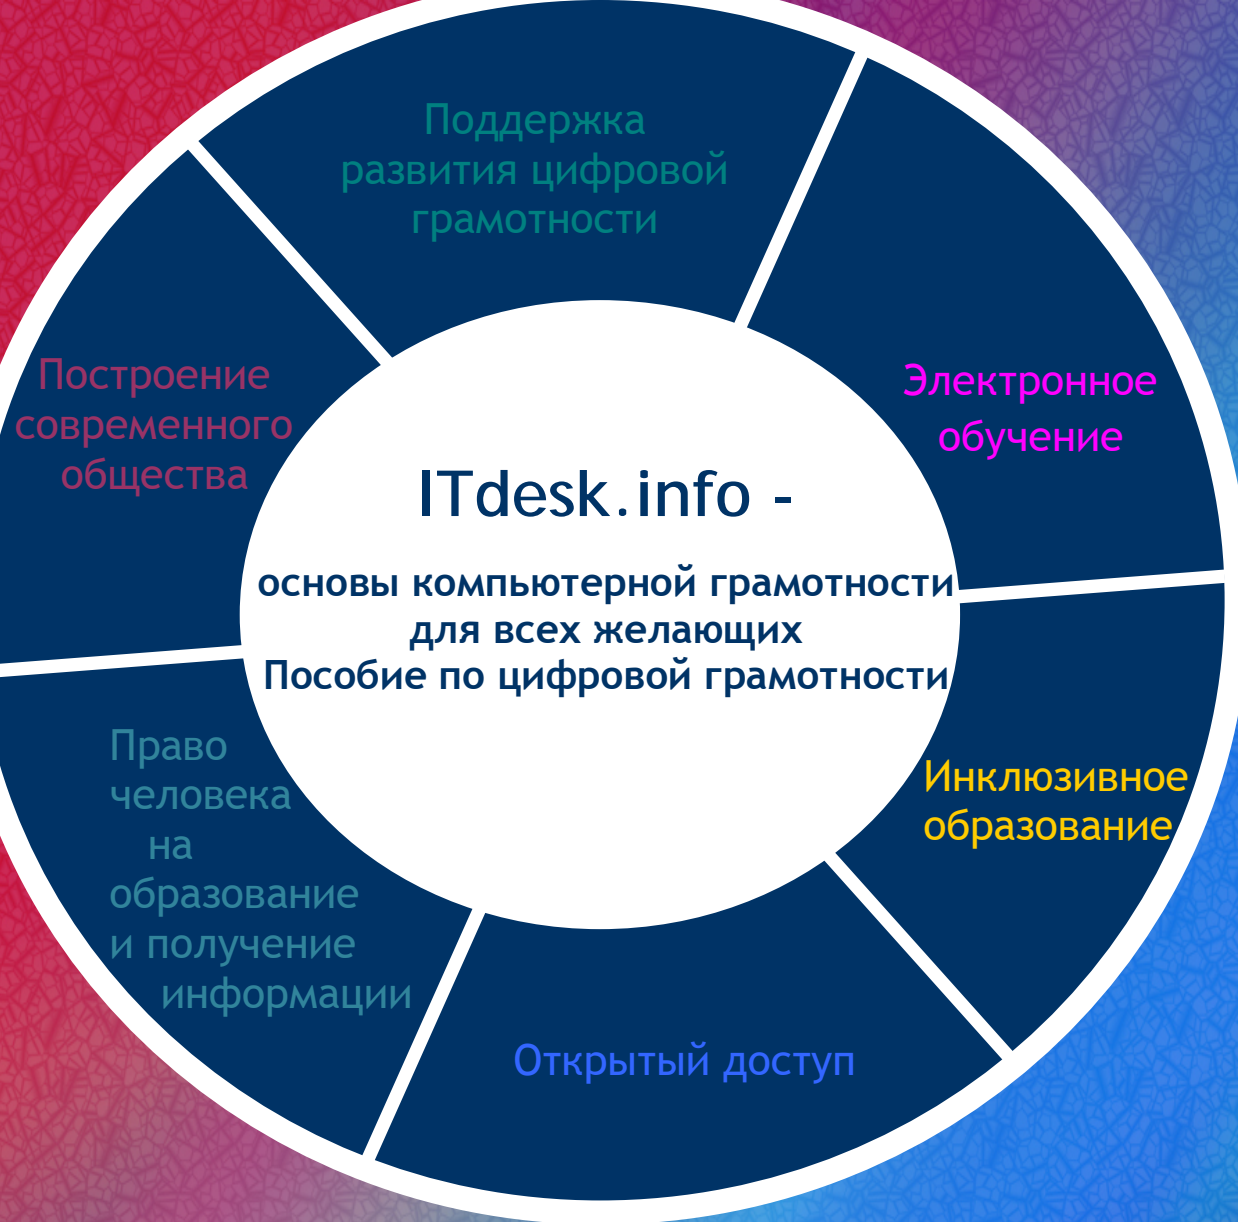 Поддержка
развития цифровой
грамотности
Электронное
обучение
Построение
современного
общества
ITdesk.info -
основы компьютерной грамотности
для всех желающих
Пособие по цифровой грамотности
Право
человека
на
образование
и получение
информации
Инклюзивное
образование
Открытый доступ